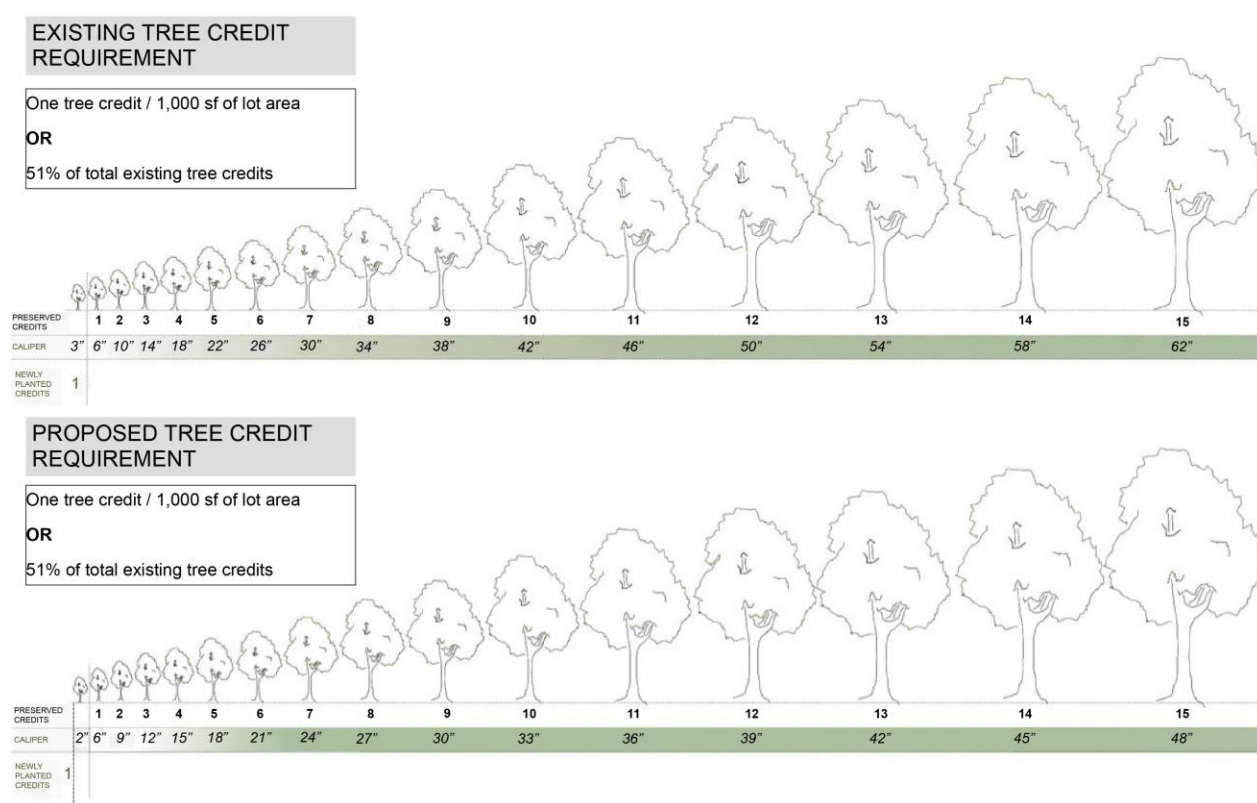 EXISTING TREE CREDIT
REQUIREMENT
One tree credit / 1,000 sf of lot area
OR
51% of total existing tree credits
PRESERVED
CREDITS
1 2 3 4 5 6 7 8 9 10 11 12 13 14 15
CALIPER 3” 6” 10” 14” 18” 22” 26” 30” 34” 38” 42” 46” 50” 54” 58” 62”
NEWLY
PLANTED
CREDITS
1
PROPOSED TREE CREDIT
REQUIREMENT
One tree credit / 1,000 sf of lot area
OR
51% of total existing tree credits
PRESERVED
CREDITS
1 2 3 4 5 6 7 8 9 10 11 12 13 14 15
CALIPER 2” 6” 9” 12” 15” 18” 21” 24” 27” 30” 33” 36” 39” 42” 45” 48”
NEWLY
PLANTED
CREDITS
1